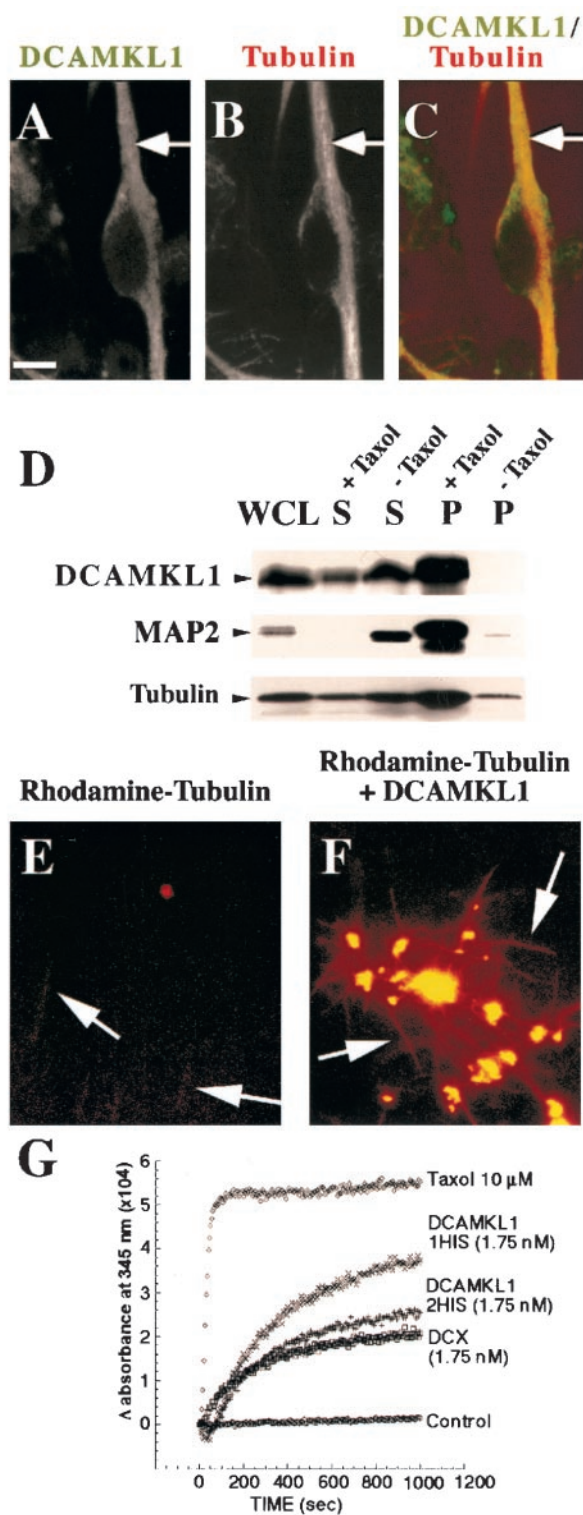 DCAMKL1
Tubulin
DCAMKL1/
Tubulin
A
B
C
D
+ Taxol
- Taxol
+ Taxol
- Taxol
WCL S S P P
DCAMKL1
MAP2
Tubulin
Rhodamine-Tubulin
Rhodamine-Tubulin
+ DCAMKL1
E
F
G
Δ absorbance at 345 nm (x104)
6
5
4
3
2
1
0
Taxol 10 µM
DCAMKL1
1HIS (1.75 nM)
DCAMKL1
2HIS (1.75 nM)
DCX
(1.75 nM)
Control
0 200 400 600 800 1000 1200
TIME (sec)